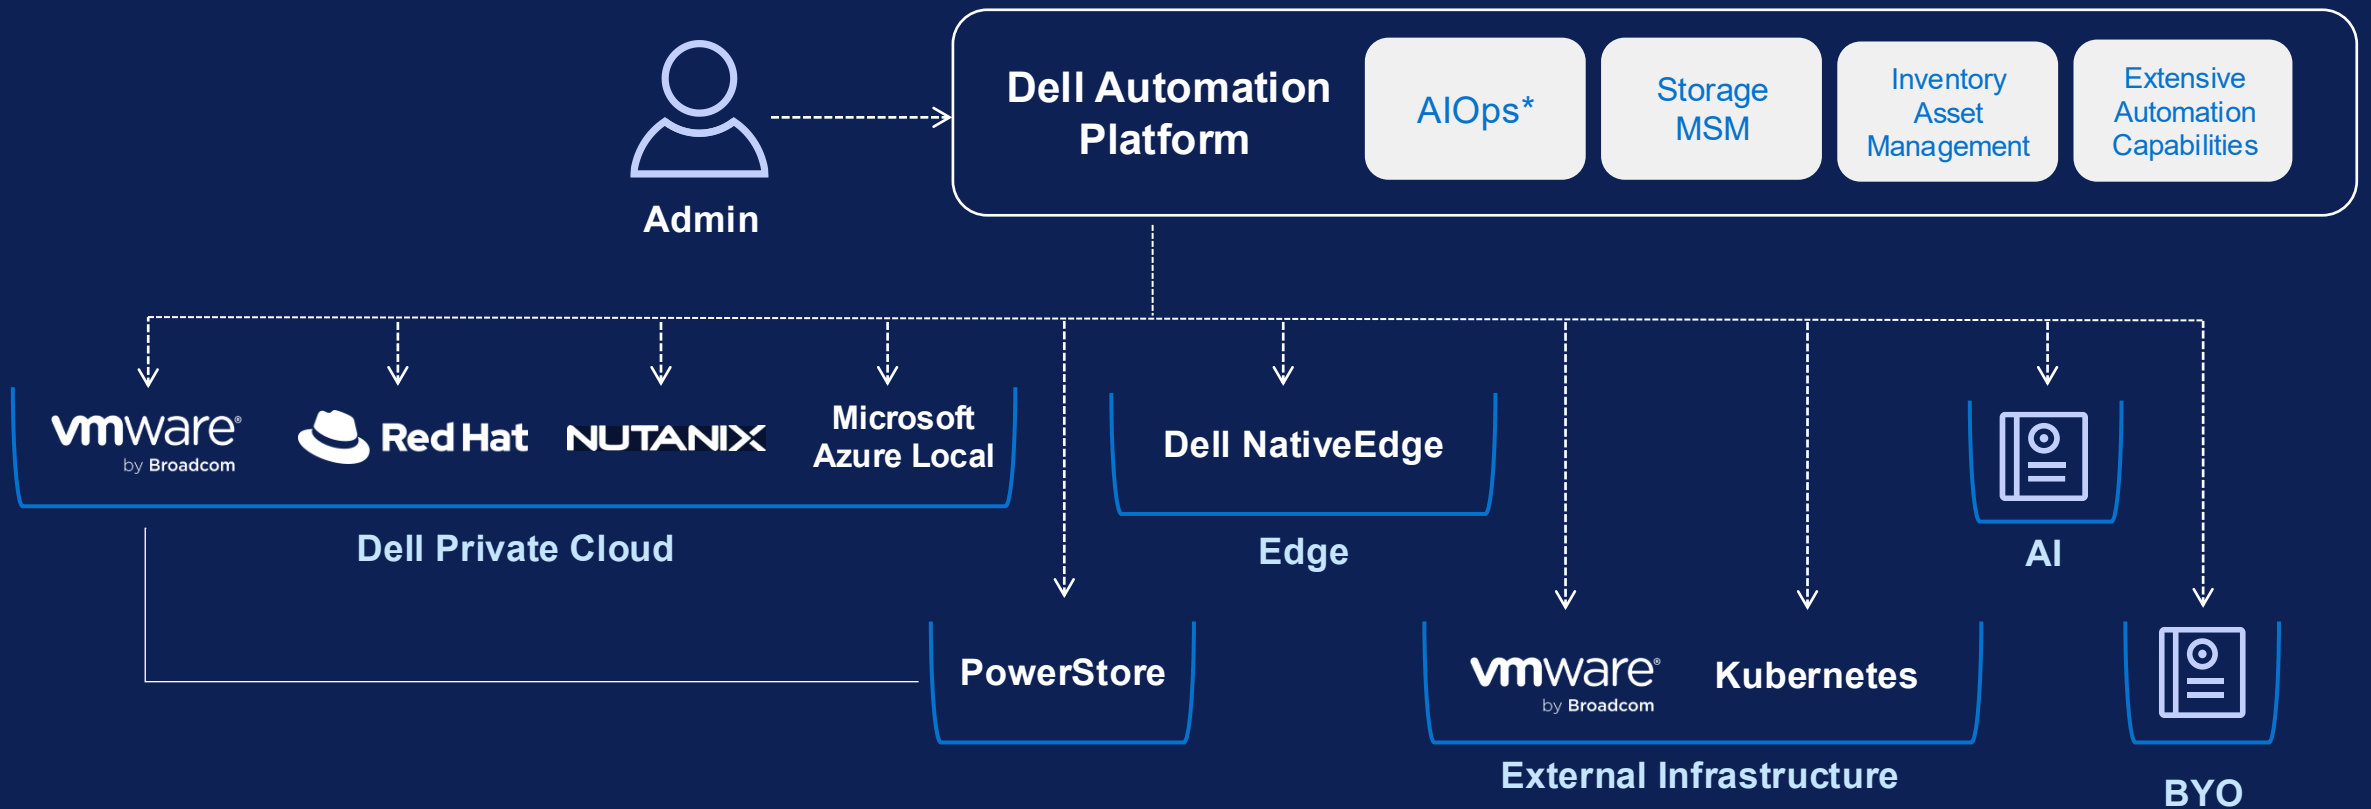 Dell Automation
Platform
AIOps*
Storage
MSM
Inventory
Asset
Management
Extensive
Automation
Capabilities
Admin
vmware®
by Broadcom
Red Hat
NUTANIX
Microsoft
Azure Local
Dell Private Cloud
Dell NativeEdge
Edge
AI
PowerStore
vmware®
by Broadcom
Kubernetes
External Infrastructure
BYO